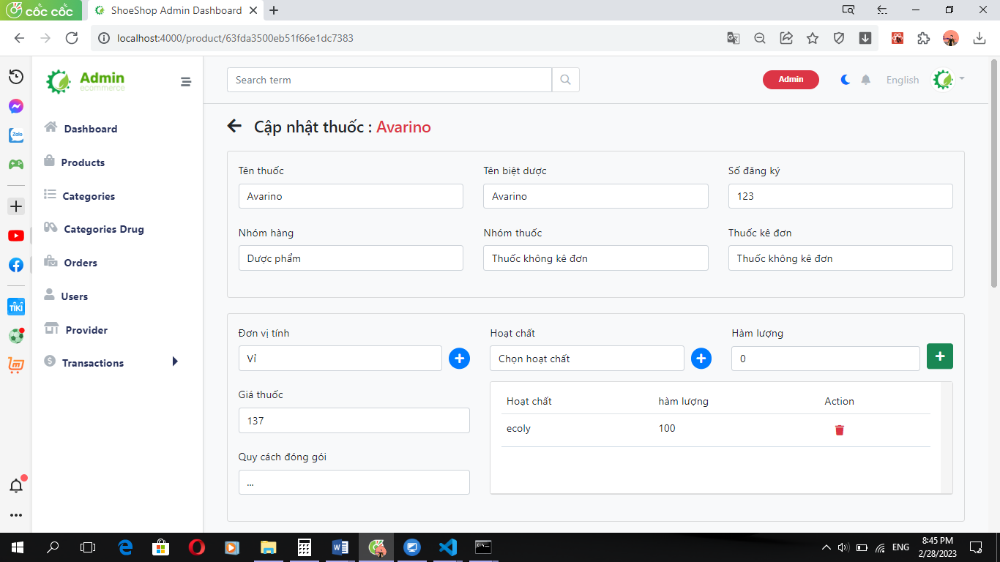 cốc cốc
ShoeShop Admin Dashboard
localhost:4000/product/63fda3500eb51f66e1dc7383
Admin
ecommerce
Search term
Admin
English
Dashboard
Products
Categories
Categories Drug
Orders
Users
Provider
Transactions
Zalo
TIKI
Cập nhật thuốc : Avarino
Tên thuốc
Tên biệt dược
Số đăng ký
Avarino
Avarino
123
Nhóm hàng
Nhóm thuốc
Thuốc kê đơn
Dược phẩm
Thuốc không kê đơn
Thuốc không kê đơn
Đơn vị tính
Hoạt chất
Hàm lượng
Vỉ
Chọn hoạt chất
0
Giá thuốc
137
Quy cách đóng gói
...
Hoạt chất
hàm lượng
Action
ecoly
100
ENG
8:45 PM
2/28/2023